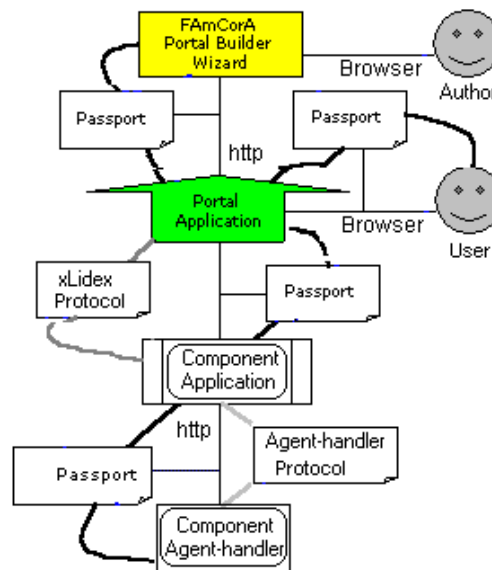 FAmCorA
Portal Builder
Wizard
Browser
Author
Passport
Passport
http
Portal
Application
Browser
User
xLidex
Protocol
Passport
Component
Application
http
Agent-handler
Protocol
Passport
Component
Agent-handler